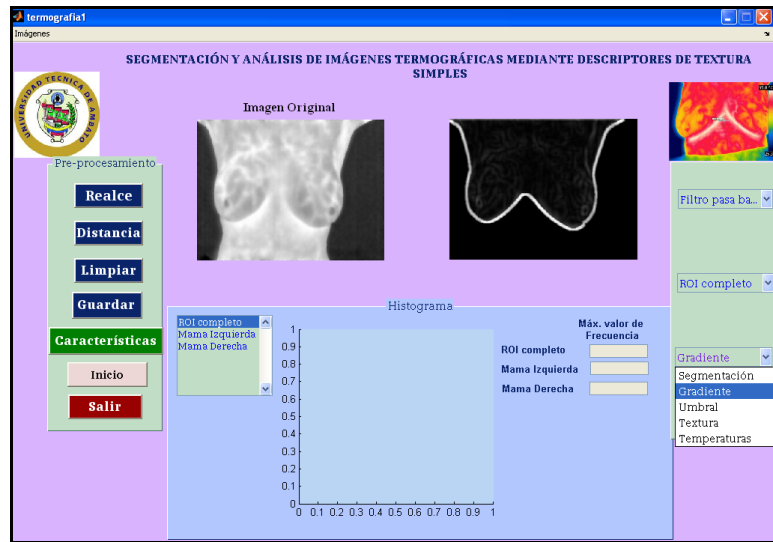 termografia1
Imágenes
SEGMENTACIÓN Y ANÁLISIS DE IMÁGENES TERMOGRÁFICAS MEDIANTE DESCRIPTORES DE TEXTURA
SIMPLES
UNIVERSIDAD TECNICA DE AMBATO
Imagen Original
Pre-procesamiento
Realce
Distancia
Limpiar
Guardar
Características
Inicio
Salir
Filtro pasa ba...
ROI completo
Gradiente
Segmentación
Gradiente
Umbral
Textura
Temperaturas
Histograma
ROI completo
Mama Izquierda
Mama Derecha
1
0.9
0.8
0.7
0.6
0.5
0.4
0.3
0.2
0.1
0
0 0.1 0.2 0.3 0.4 0.5 0.6 0.7 0.8 0.9 1
Máx. valor de
Frecuencia
ROI completo
Mama Izquierda
Mama Derecha